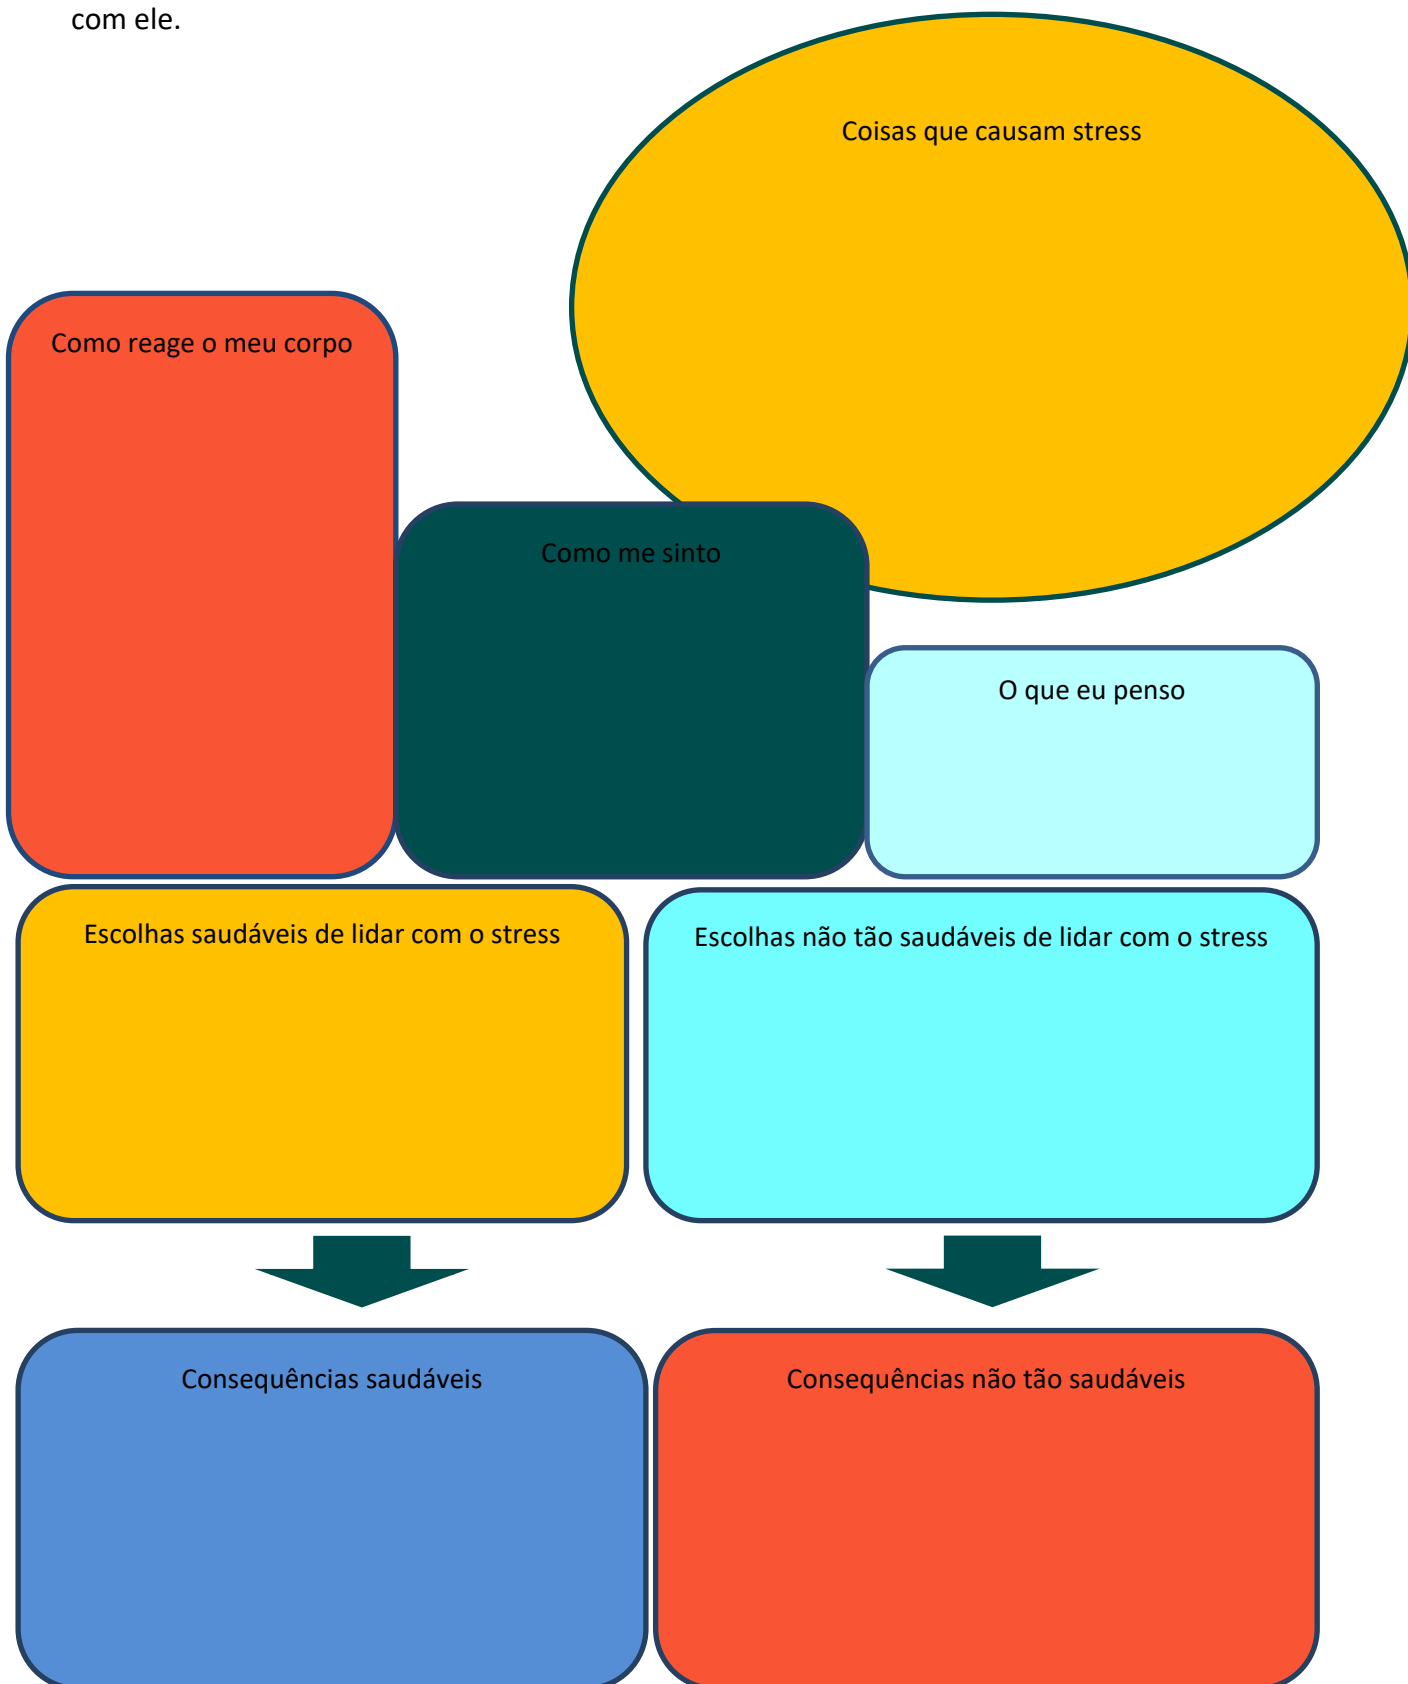 com ele.
Coisas que causam stress
Como reage o meu corpo
Como me sinto
O que eu penso
Escolhas saudáveis de lidar com o stress
Escolhas não tão saudáveis de lidar com o stress
Consequências saudáveis
Consequências não tão saudáveis